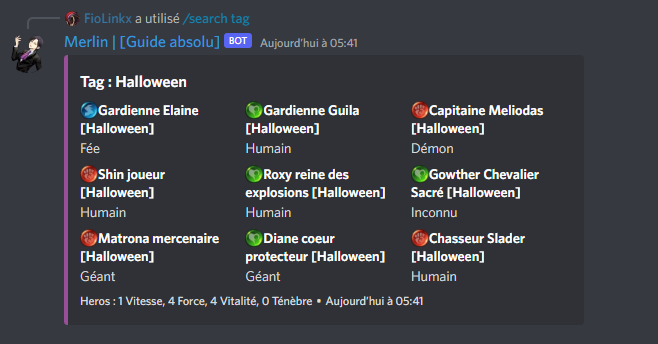 FioLinkx a utilisé /search tag
Merlin | [Guide absolu] BOT Aujourd'hui à 05:41
Tag : Halloween
Gardienne Elaine [Halloween]
Fée
Gardienne Guila [Halloween]
Humain
Capitaine Meliodas [Halloween]
Démon
Shin joueur [Halloween]
Humain
Roxy reine des explosions [Halloween]
Humain
Gowther Chevalier Sacré [Halloween]
Inconnu
Matrona mercenaire [Halloween]
Géant
Diane coeur protecteur [Halloween]
Géant
Chasseur Slader [Halloween]
Humain
Heros : 1 Vitesse, 4 Force, 4 Vitalité, 0 Ténèbre • Aujourd'hui à 05:41